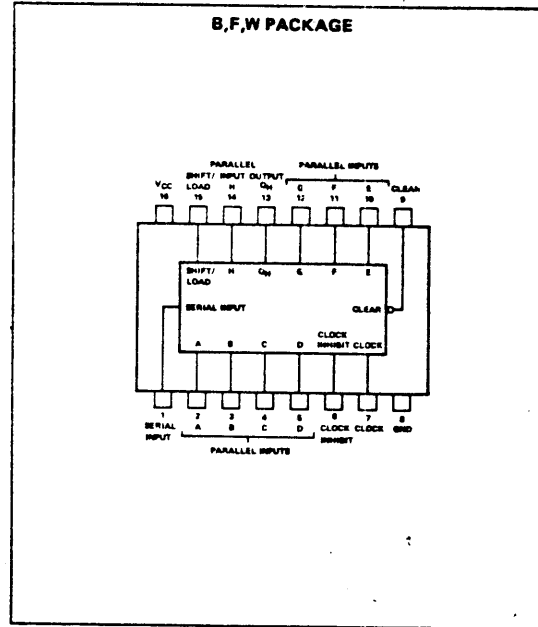 B,F,W PACKAGE
PARALLEL
SHIFT/ INPUT OUTPUT
PARALLEL INPUTS
VCC LOAD H QH G F E CLEAR
16 15 14 13 12 11 10 9
SHIFT/ H QH G F E
LOAD
SERIAL INPUT
CLEAR
CLOCK
A B C D INHIBIT CLOCK
1 2 3 4 5 6 7 8
SERIAL A B C D CLOCK CLOCK GND
INPUT INHIBIT
PARALLEL INPUTS